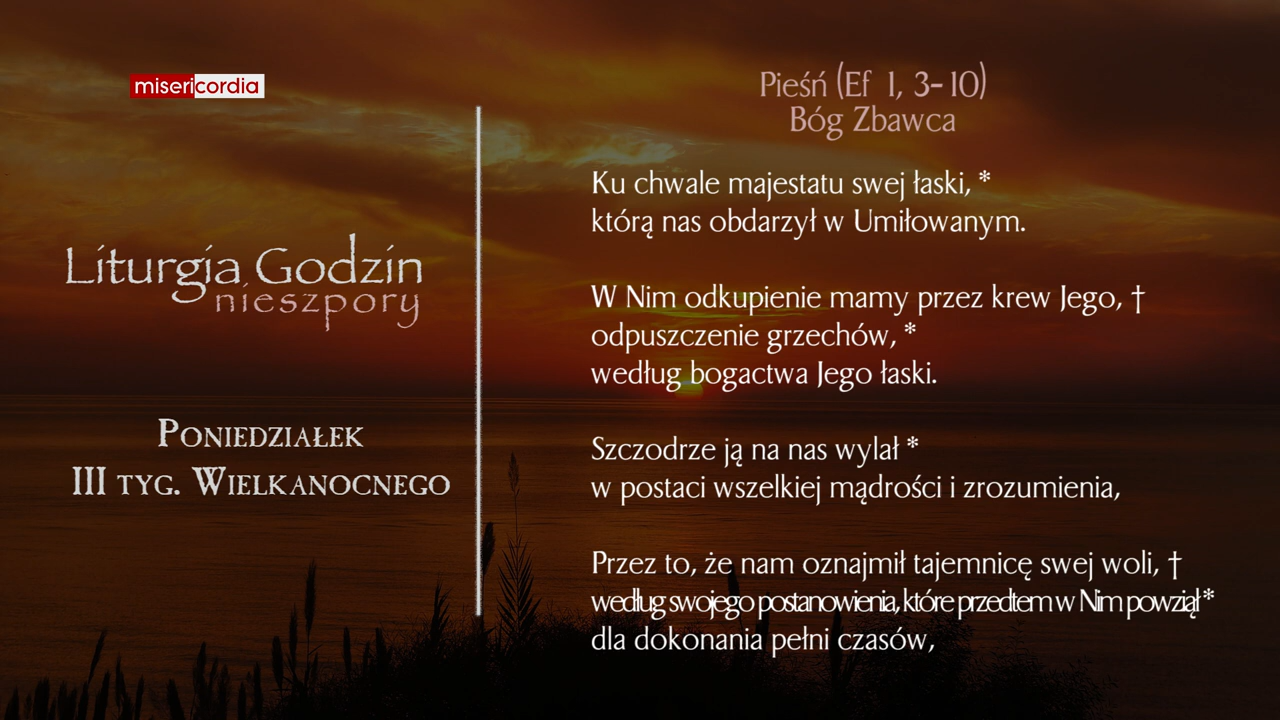 misericordia
Liturgia Godzin
nieszpory
Poniedziałek
III tyg. Wielkanocnego
Pieśń (Ef 1, 3-10)
Bóg Zbawca
Ku chwale majestatu swej łaski, *
którą nas obdarzył w Umiłowanym.
W Nim odkupienie mamy przez krew Jego, †
odpuszczenie grzechów, *
według bogactwa Jego łaski.
Szczodrze ją na nas wylał *
w postaci wszelkiej mądrości i zrozumienia,
Przez to, że nam oznajmił tajemnicę swej woli, †
według swojego postanowienia, które przedtem w Nim powziął *
dla dokonania pełni czasów,